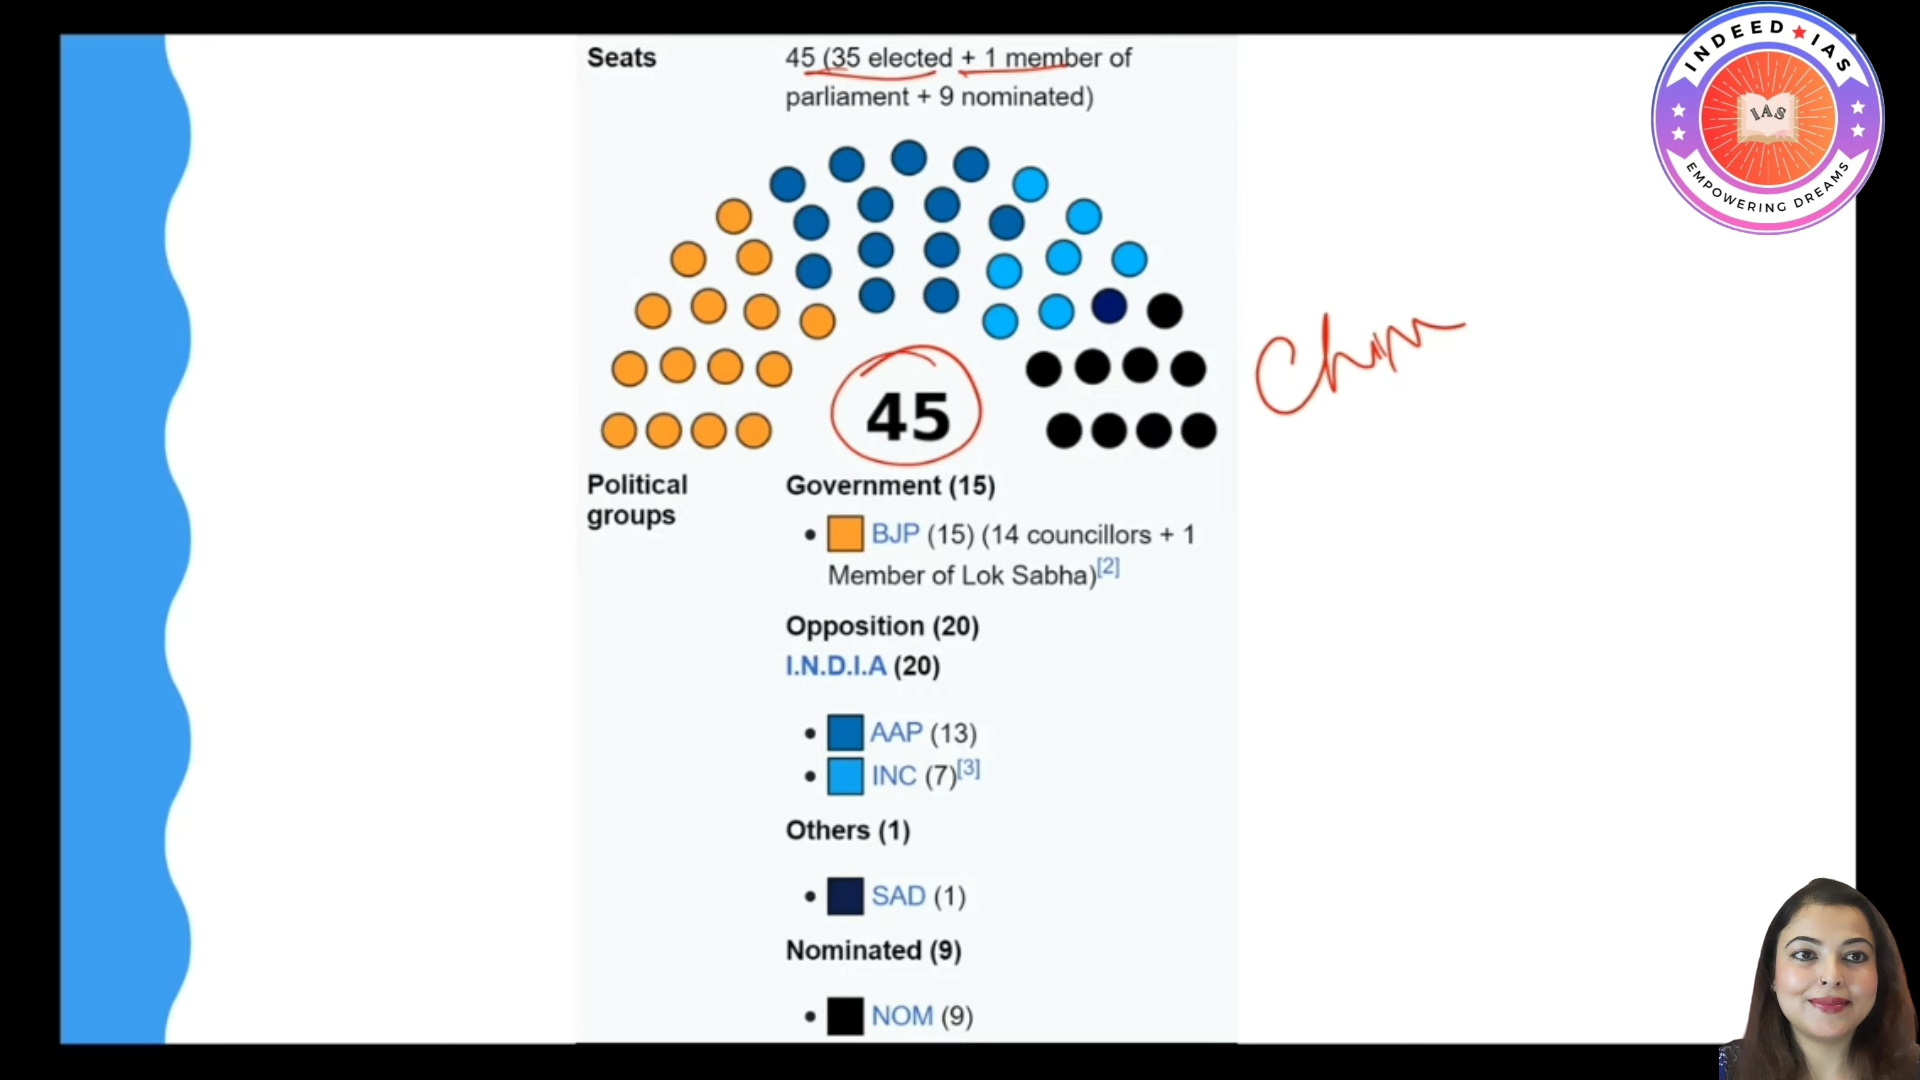 Seats
45 (35 elected + 1 member of
parliament + 9 nominated)
45
Political
groups
Government (15)
• BJP (15) (14 councillors + 1
Member of Lok Sabha)[2]
Opposition (20)
I.N.D.I.A (20)
• AAP (13)
• INC (7)[3]
Others (1)
• SAD (1)
Nominated (9)
• NOM (9)
INDEED★IAS
IAS
EMPOWERING DREAMS